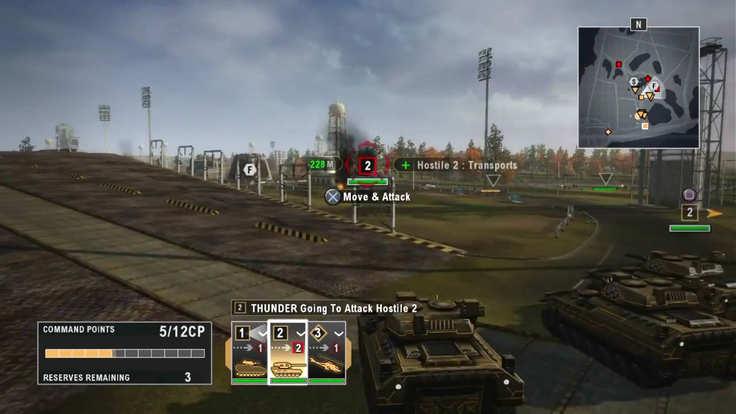 N
S
F
F
228 M
2
Hostile 2 : Transports
Move & Attack
2
2 THUNDER Going To Attack Hostile 2
1 2 3
1 2 1
COMMAND POINTS 5/12CP
RESERVES REMAINING 3